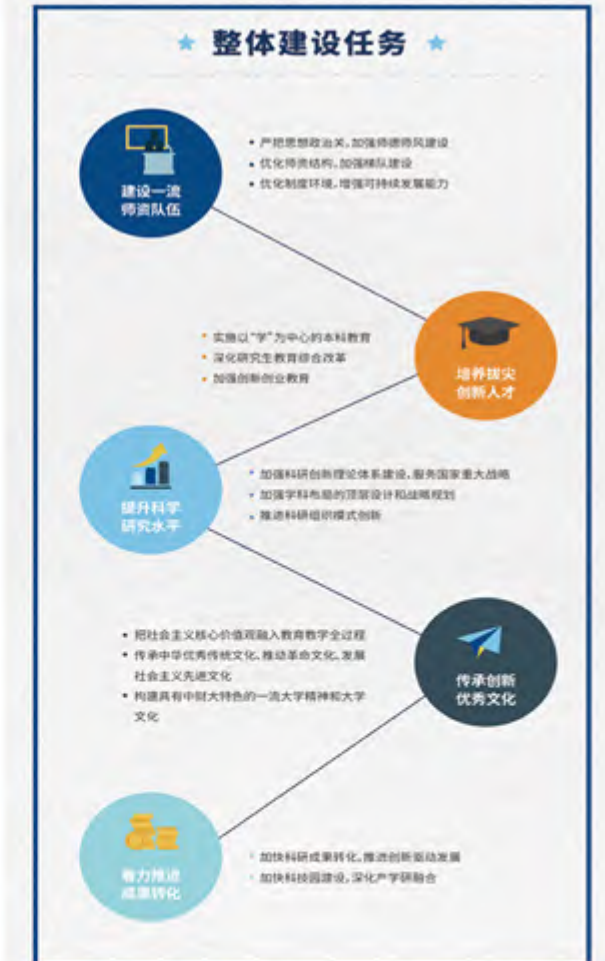 整体建设任务
建设一流
师资队伍
严把思想政治关，加强师德师风建设
优化师资结构，加强梯队建设
优化制度环境，增强可持续发展能力
实施以“学”为中心的本科教育
深化研究生教育综合改革
加强创新创业教育
培养拔尖
创新人才
提升科学
研究水平
加强科研创新理论体系建设，服务国家重大战略
加强学科布局的顶层设计和战略规划
推进科研组织模式创新
把社会主义核心价值观融入教育教学全过程
传承中华优秀传统文化、推动革命文化、发展
社会主义先进文化
构建具有中财大特色的一流大学精神和大学
文化
传承创新
优秀文化
着力推进
成果转化
加快科研成果转化，推进创新驱动发展
加快科技园建设，深化产学研融合